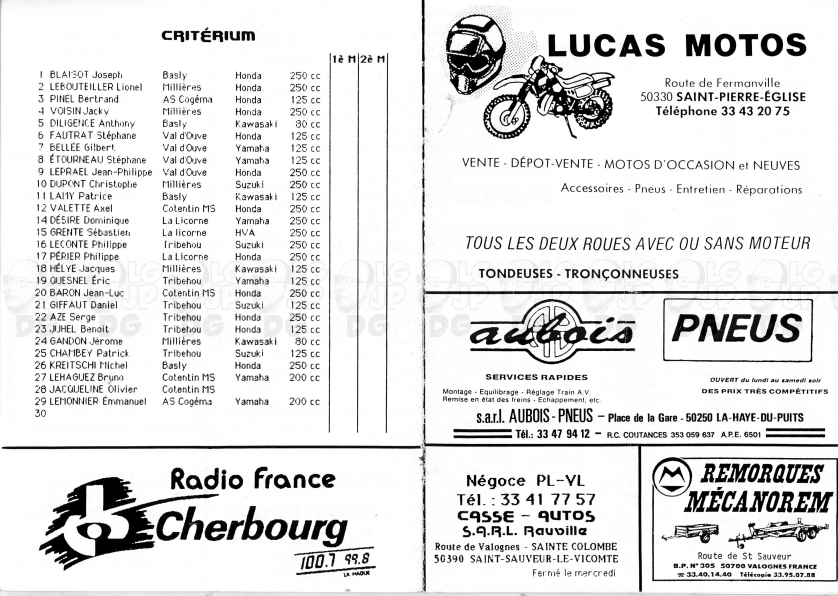 CRITÉRIUM
1è M 2è M
1 BLAISOT Joseph Basly Honda 250 cc
2 LEBOUTEILLER Lionel Millières Honda 250 cc
3 PINEL Bertrand AS Cogéma Honda 125 cc
4 VOISIN Jacky Millières Honda 250 cc
5 DILIGENCE Anthony Basly Kawasaki 80 cc
6 FAUTRAT Stéphane Val d'Ouve Honda 250 cc
7 BELLÉE Gilbert Val d'Ouve Yamaha 125 cc
8 ÉTOURNEAU Stéphane Val d'Ouve Yamaha 125 cc
9 LEPRAEL Jean-Philippe Val d'Ouve Honda 250 cc
10 DUPONT Christophe Millières Suzuki 250 cc
11 LAMY Patrice Basly Kawasaki 125 cc
12 VALETTE Axel Cotentin MS Honda 250 cc
14 DÉSIRE Dominique La Licorne Yamaha 250 cc
15 GRENTE Sébastien La licorne HVA 250 cc
16 LECONTE Philippe Tribehou Suzuki 250 cc
17 PÉRIER Philippe La Licorne Honda 250 cc
18 HÉLYE Jacques Millières Kawasaki 125 cc
19 QUESNEL Éric Tribehou Yamaha 125 cc
20 BARON Jean-Luc Cotentin MS Honda 250 cc
21 GIFFAUT Daniel Tribehou Suzuki 125 cc
22 AZE Serge Tribehou Honda 250 cc
23 JUHEL Benoit Tribehou Honda 125 cc
24 GANDON Jérome Millières Kawasaki 80 cc
25 CHAMBEY Patrick Tribehou Suzuki 125 cc
26 KREITSCHI Michel Basly Honda 250 cc
27 LEHAGUEZ Bruno Cotentin MS Yamaha 200 cc
28 JACQUELINE Olivier Cotentin MS
29 LEMONNIER Emmanuel AS Cogéma Yamaha 200 cc
30
Radio France
Cherbourg
100.7 99.8
LA HAGUE
LUCAS MOTOS
Route de Fermanville
50330 SAINT-PIERRE-ÉGLISE
Téléphone 33 43 20 75
VENTE - DÉPOT-VENTE - MOTOS D'OCCASION et NEUVES
Accessoires - Pneus - Entretien - Réparations
TOUS LES DEUX ROUES AVEC OU SANS MOTEUR
TONDEUSES - TRONÇONNEUSES
aubois
PNEUS
SERVICES RAPIDES
OUVERT du lundi au samedi soir
DES PRIX TRÈS COMPÉTITIFS
Montage - Equilibrage - Réglage Train A.V.
Remise en état des freins - Echappement, etc.
s.a.r.l. AUBOIS - PNEUS - Place de la Gare - 50250 LA-HAYE-DU-PUITS
Tél.: 33 47 94 12 - R.C. COUTANCES 353 059 637 A.P.E. 6501
Négoce PL-VL
Tél. : 33 41 77 57
CASSE - AUTOS
S.A.R.L. Rauville
Route de Valognes - SAINTE COLOMBE
50390 SAINT-SAUVEUR-LE-VICOMTE
Fermé le mercredi
REMORQUES
MÉCANOREM
Route de St Sauveur
B.P. N° 305 50700 VALOGNES FRANCE
☎ 33.40.14.40 Télécopie 33.95.07.88